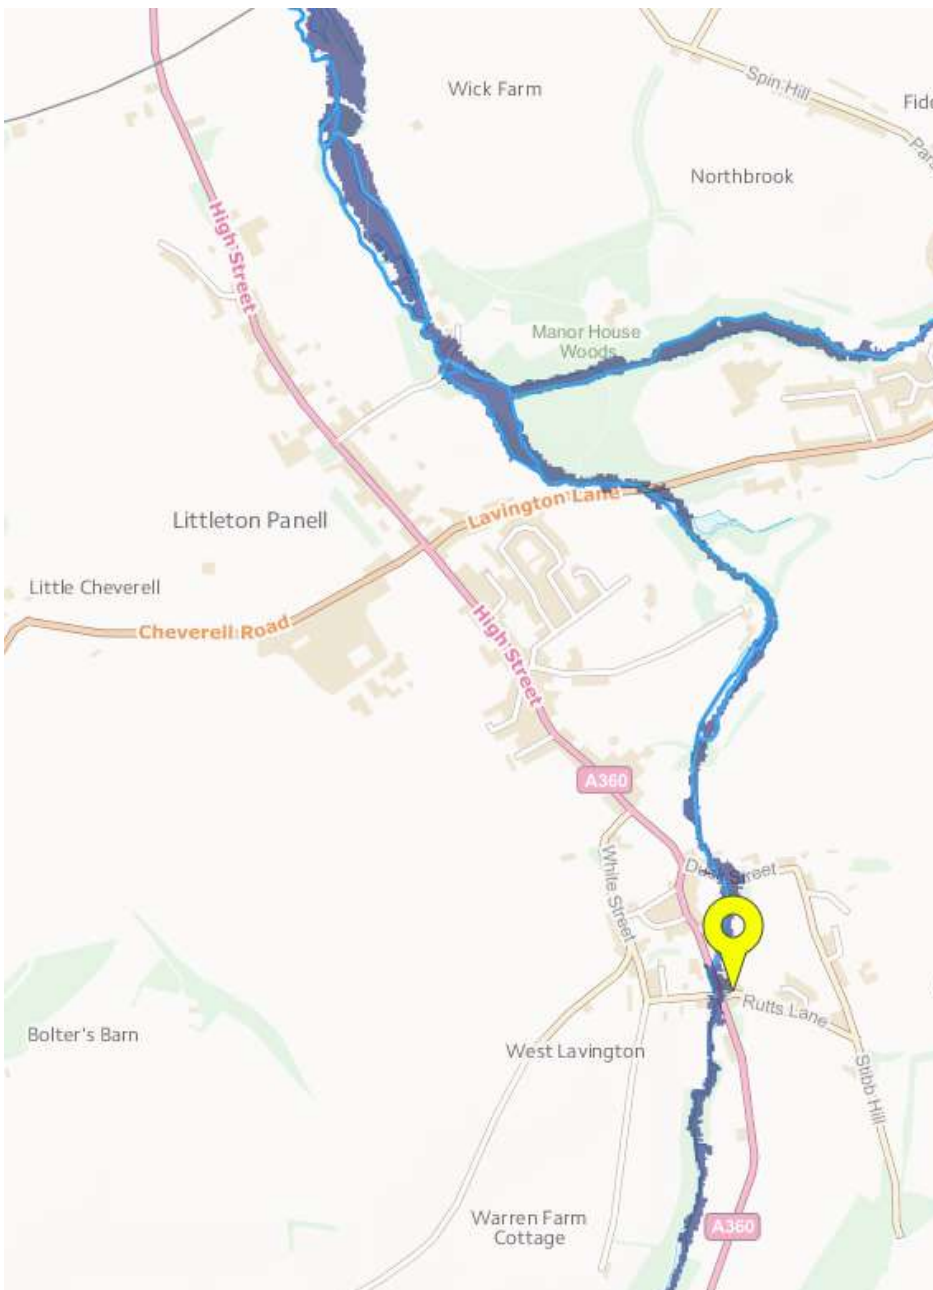 Spin Hill
Wick Farm
Northbrook
High Street
Manor House
Woods
Lavington Lane
Littleton Panell
Little Cheverell
Cheverell Road
High Street
A360
White Street
Street
Rutts Lane
Bolter's Barn
West Lavington
Stibb Hill
Warren Farm
Cottage
A360